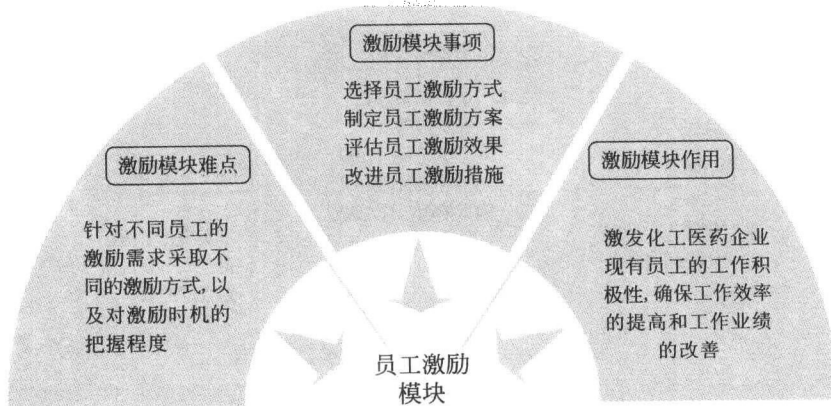 激励模块事项
选择员工激励方式
制定员工激励方案
评估员工激励效果
改进员工激励措施
激励模块难点
针对不同员工的
激励需求采取不
同的激励方式,以
及对激励时机的
把握程度
激励模块作用
激发化工医药企业
现有员工的工作积
极性,确保工作效率
的提高和工作业绩
的改善
员工激励
模块